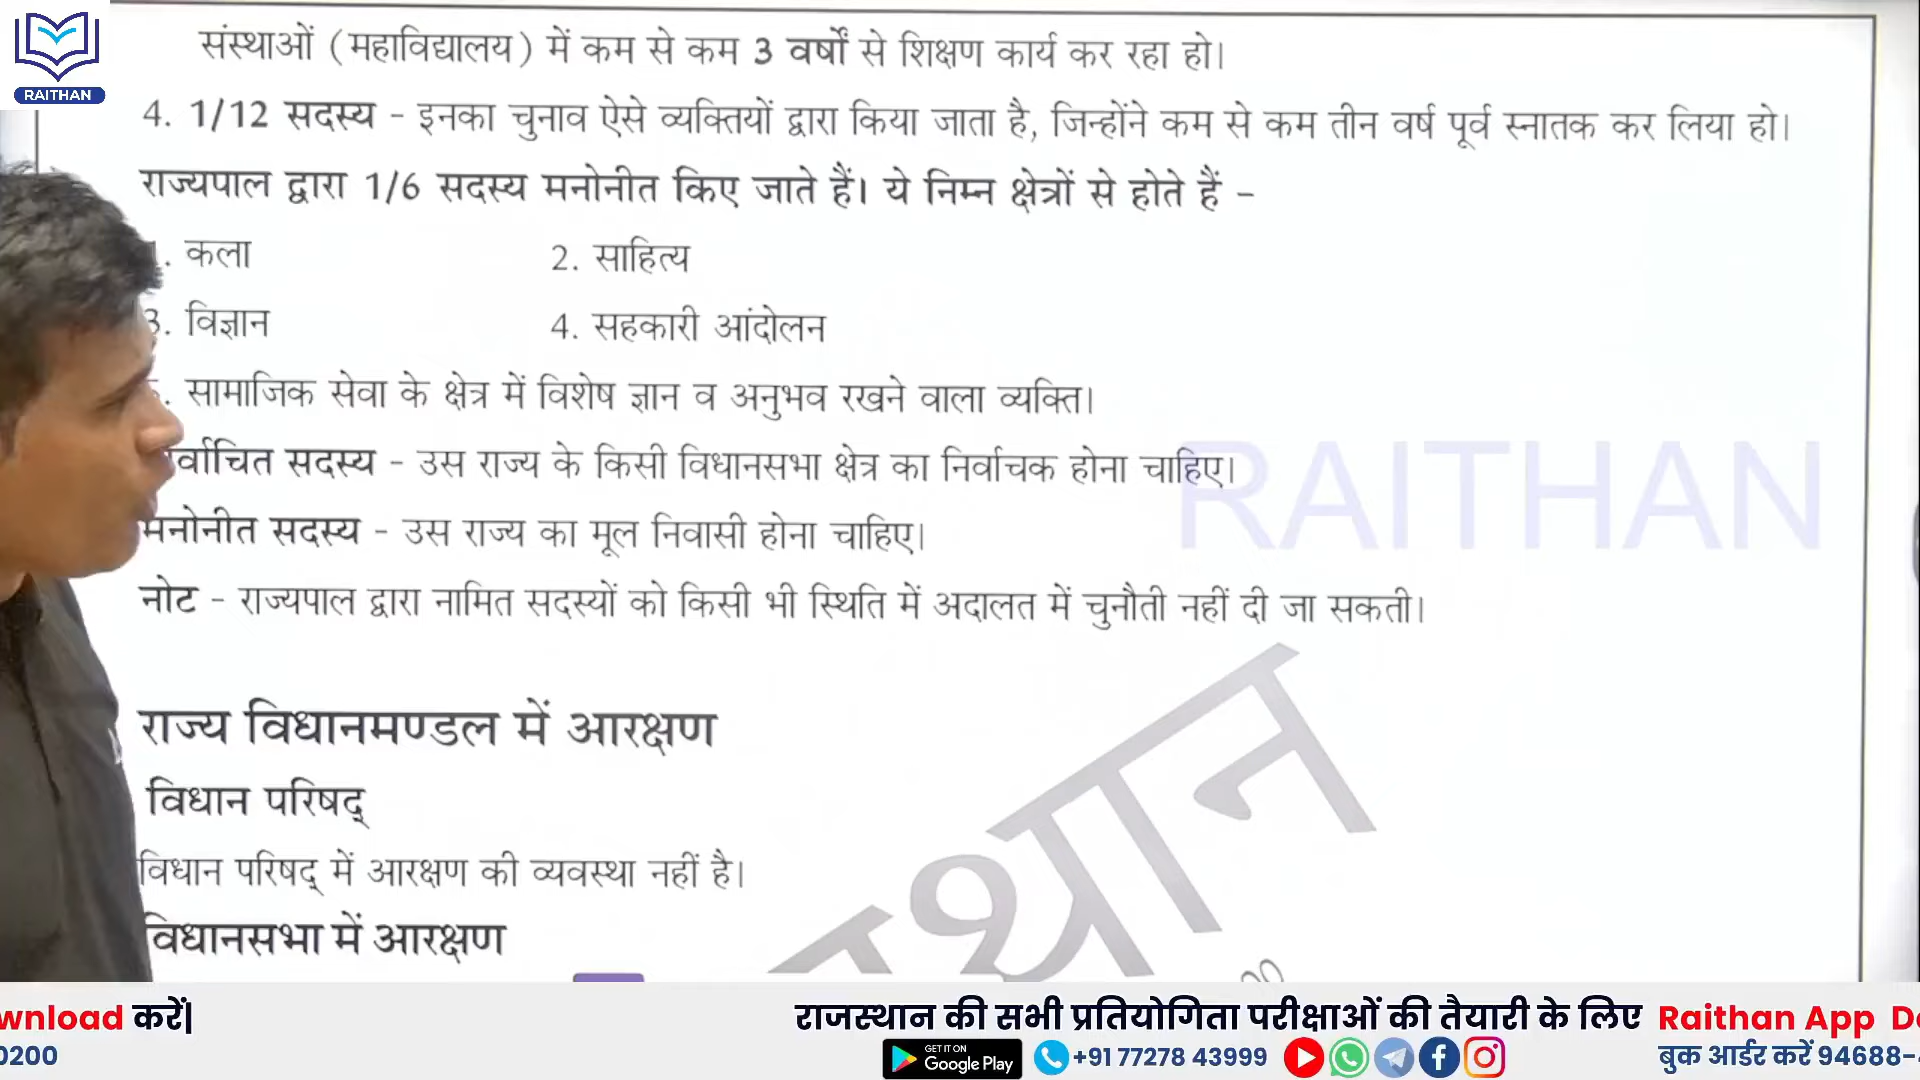 RAITHAN
संस्थाओं (महाविद्यालय) में कम से कम 3 वर्षों से शिक्षण कार्य कर रहा हो।
4. 1/12 सदस्य - इनका चुनाव ऐसे व्यक्तियों द्वारा किया जाता है, जिन्होंने कम से कम तीन वर्ष पूर्व स्नातक कर लिया हो।
राज्यपाल द्वारा 1/6 सदस्य मनोनीत किए जाते हैं। ये निम्न क्षेत्रों से होते हैं -
. कला 2. साहित्य
3. विज्ञान 4. सहकारी आंदोलन
. सामाजिक सेवा के क्षेत्र में विशेष ज्ञान व अनुभव रखने वाला व्यक्ति।
र्वाचित सदस्य - उस राज्य के किसी विधानसभा क्षेत्र का निर्वाचक होना चाहिए।
RAITHAN
मनोनीत सदस्य - उस राज्य का मूल निवासी होना चाहिए।
नोट - राज्यपाल द्वारा नामित सदस्यों को किसी भी स्थिति में अदालत में चुनौती नहीं दी जा सकती।
राज्य विधानमण्डल में आरक्षण
विधान परिषद्
विधान परिषद् में आरक्षण की व्यवस्था नहीं है।
थान
विधानसभा में आरक्षण
wnload करें|
राजस्थान की सभी प्रतियोगिता परीक्षाओं की तैयारी के लिए Raithan App
0200
GET IT ON
Google Play
+91 77278 43999
बुक आर्डर करें 94688-